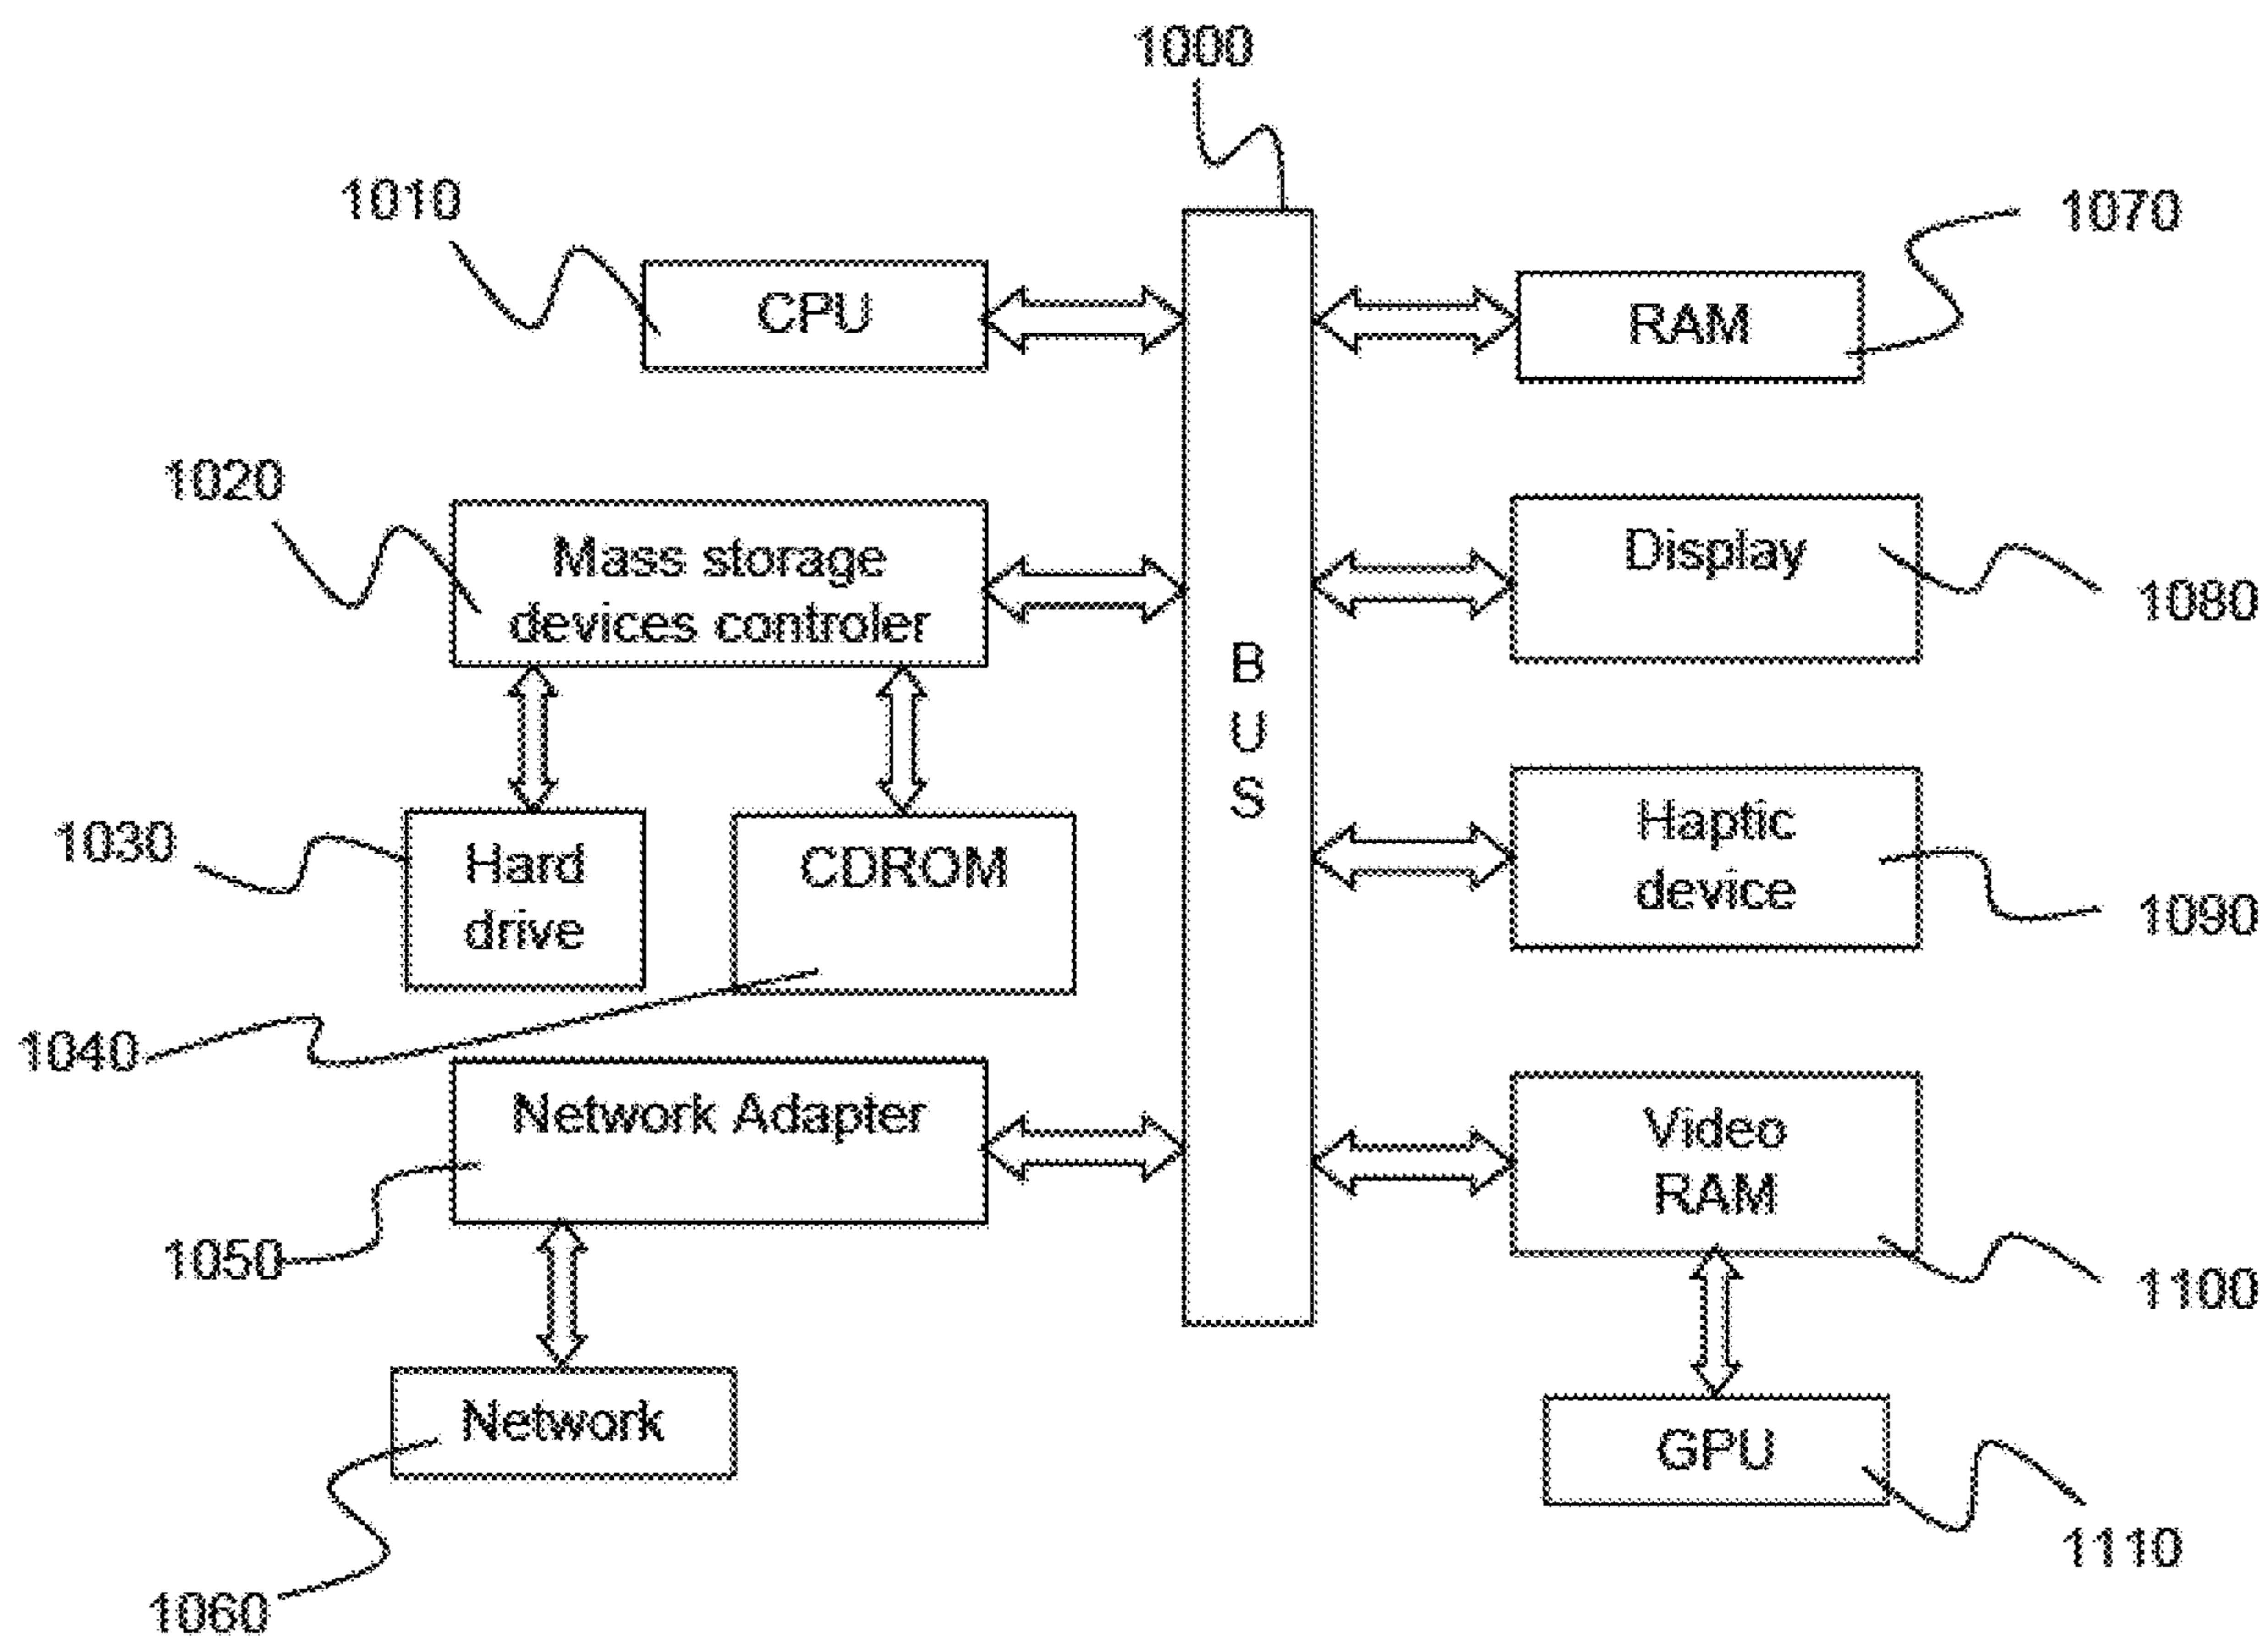 1000
1010
1070
CPU
RAM
1020
Mass storage
devices controler
Display
1080
B
U
S
1030
Hard
drive
CDROM
Haptic
device
1090
1040
Network Adapter
Video
RAM
1050
1100
Network
GPU
1110
1060